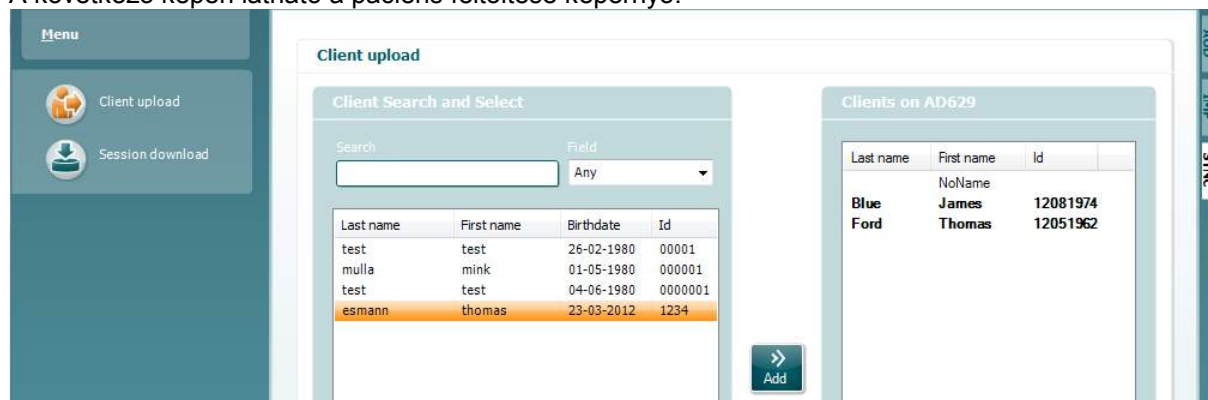 A következő képen látható a páciens feltöltése képernyő:
Menu
Client upload
Session download
Client upload
Client Search and Select
Search
Field
Any
Last name First name Birthdate Id
test test 26-02-1980 00001
mulla mink 01-05-1980 000001
test test 04-06-1980 0000001
esmann thomas 23-03-2012 1234
Add
Clients on AD629
Last name First name Id
NoName
Blue James 12081974
Ford Thomas 12051962
AUD